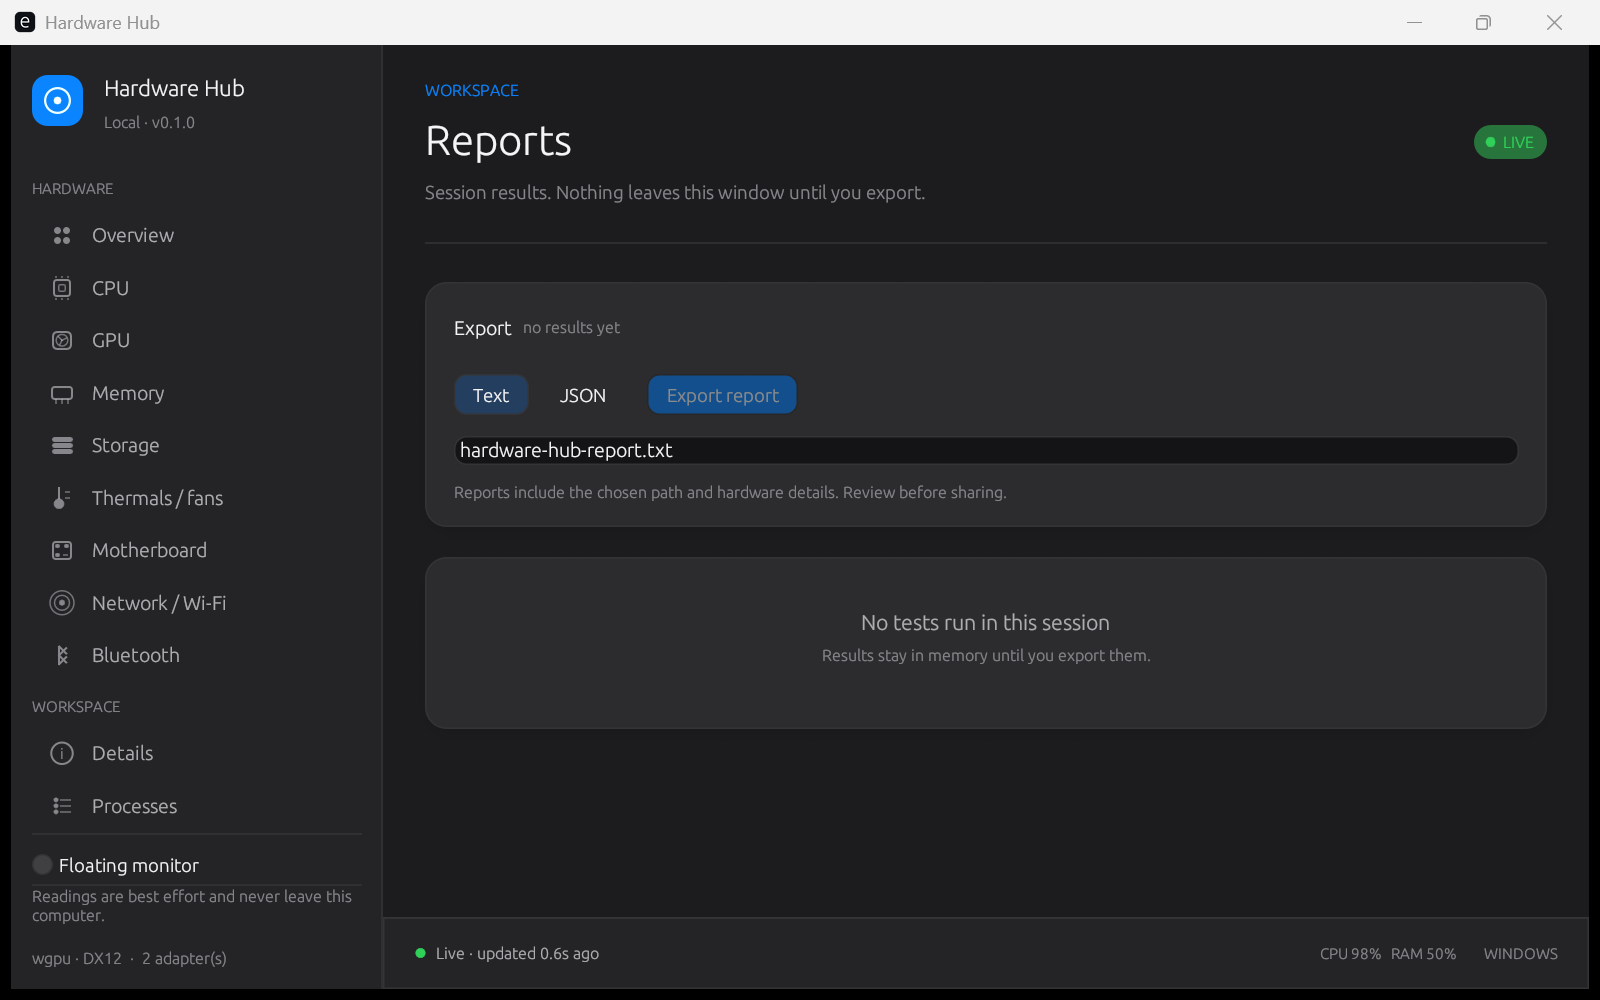 e Hardware Hub
Hardware Hub
Local · v0.1.0
HARDWARE
Overview
CPU
GPU
Memory
Storage
Thermals / fans
Motherboard
Network / Wi-Fi
Bluetooth
WORKSPACE
Details
Processes
Floating monitor
Readings are best effort and never leave this
computer.
wgpu · DX12 · 2 adapter(s)
WORKSPACE
Reports
LIVE
Session results. Nothing leaves this window until you export.
Export no results yet
Text JSON Export report
hardware-hub-report.txt
Reports include the chosen path and hardware details. Review before sharing.
No tests run in this session
Results stay in memory until you export them.
Live · updated 0.6s ago
CPU 98% RAM 50% WINDOWS